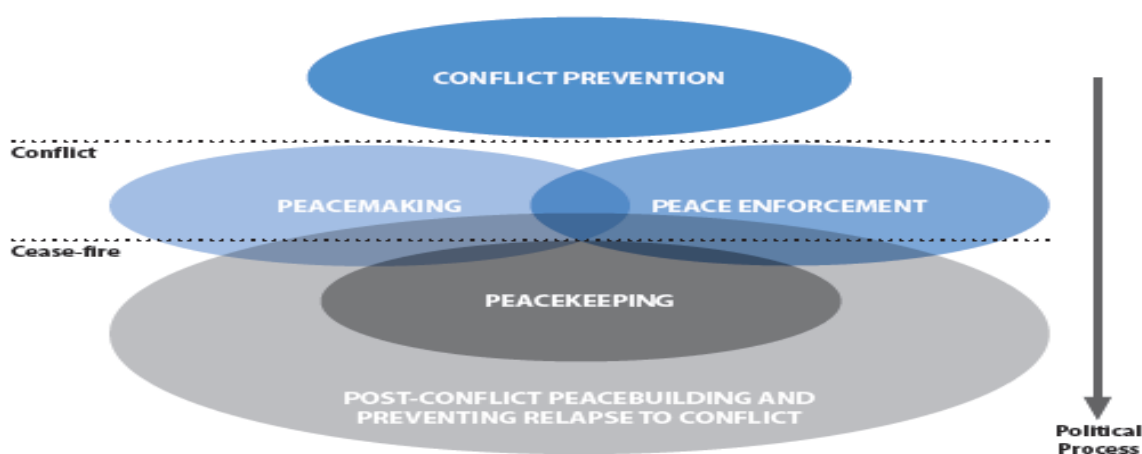 CONFLICT PREVENTION
Conflict
PEACEMAKING
PEACE ENFORCEMENT
Cease-fire
PEACEKEEPING
POST-CONFLICT PEACEBUILDING AND
PREVENTING RELAPSE TO CONFLICT
Political
Process